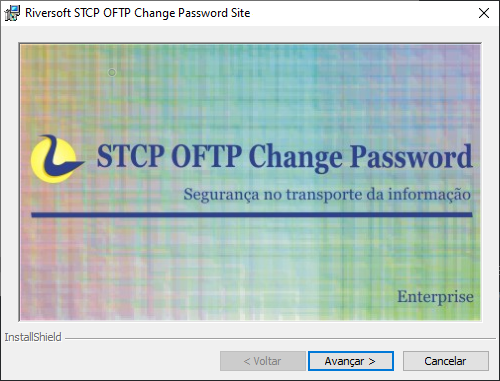 Riversoft STCP OFTP Change Password Site
STCP OFTP Change Password
Segurança no transporte da informação
Enterprise
InstallShield
< Voltar
Avançar >
Cancelar